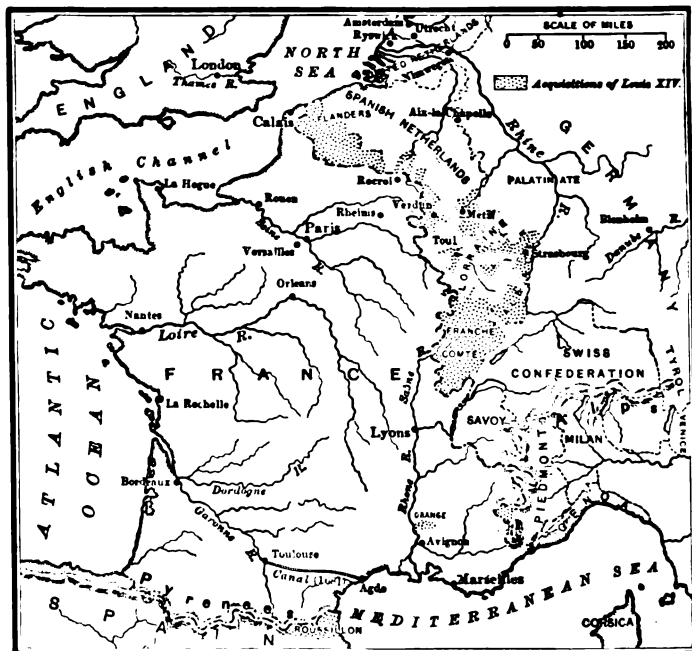 Amsterdam
Utrecht
Ryswick
SCALE OF MILES
0 50 100 150 200
Acquisitions of Louis XIV.
NORTH SEA
ENGLAND
London
Thames R.
NETHERLANDS
SPANISH NETHERLANDS
FLANDERS
Calais
Aix-la-Chapelle
Rhine R.
GERMANY
English Channel
La Hogue
Rocroi
PALATINATE
Rouen
Rheims
Verdun
Metz
Blenheim
Danube R.
Seine R.
Paris
Versailles
Toul
LORRAINE
Strasbourg
Orleans
Nantes
Loire R.
FRANCHE COMTE
SWISS CONFEDERATION
TYROL
FRANCE
Saone R.
ATLANTIC OCEAN
La Rochelle
Lyons
SAVOY
Alps
MILAN
VENICE
PIEDMONT
GENOA
Bordeaux
Dordogne R.
Rhone R.
ORANGE
Garonne R.
Avignon
Toulouse
Canal
Agde
Marseilles
MEDITERRANEAN SEA
Pyrenees
SPAIN
ROUSSILLON
CORSICA